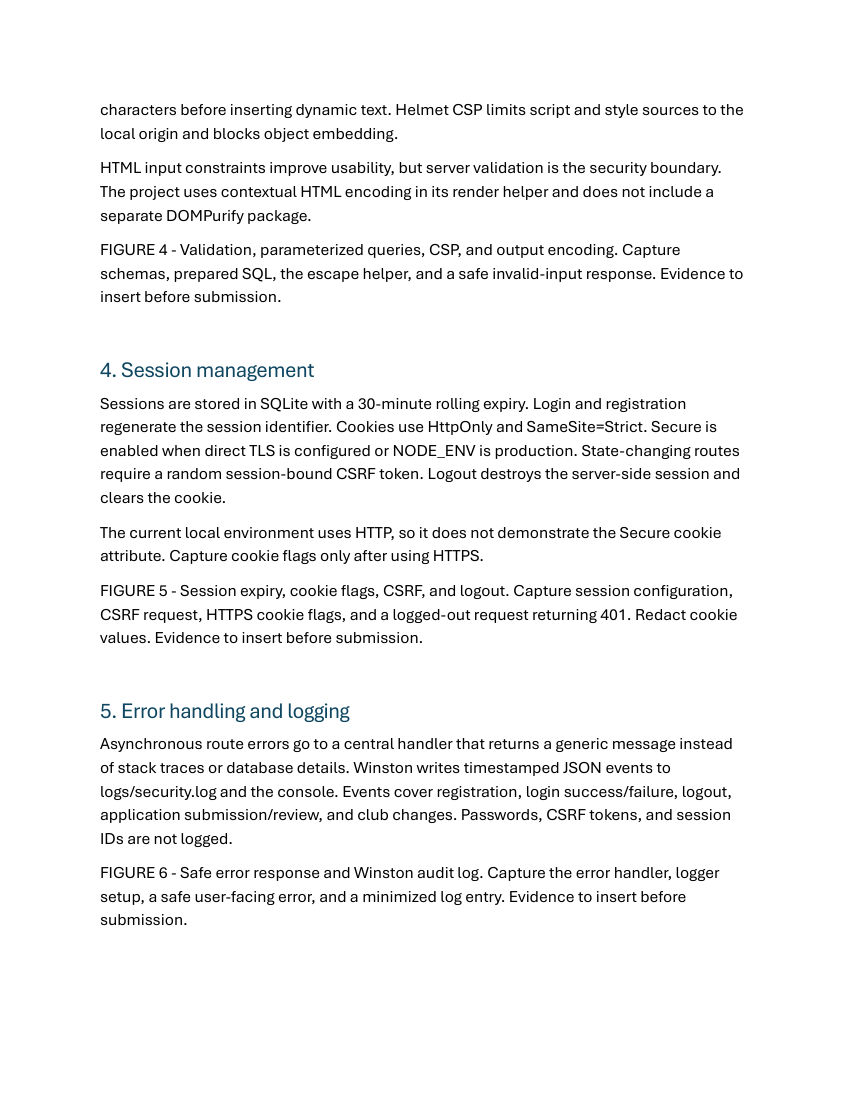 characters before inserting dynamic text. Helmet CSP limits script and style sources to the
local origin and blocks object embedding.
HTML input constraints improve usability, but server validation is the security boundary.
The project uses contextual HTML encoding in its render helper and does not include a
separate DOMPurify package.
FIGURE 4 - Validation, parameterized queries, CSP, and output encoding. Capture
schemas, prepared SQL, the escape helper, and a safe invalid-input response. Evidence to
insert before submission.
4. Session management
Sessions are stored in SQLite with a 30-minute rolling expiry. Login and registration
regenerate the session identifier. Cookies use HttpOnly and SameSite=Strict. Secure is
enabled when direct TLS is configured or NODE_ENV is production. State-changing routes
require a random session-bound CSRF token. Logout destroys the server-side session and
clears the cookie.
The current local environment uses HTTP, so it does not demonstrate the Secure cookie
attribute. Capture cookie flags only after using HTTPS.
FIGURE 5 - Session expiry, cookie flags, CSRF, and logout. Capture session configuration,
CSRF request, HTTPS cookie flags, and a logged-out request returning 401. Redact cookie
values. Evidence to insert before submission.
5. Error handling and logging
Asynchronous route errors go to a central handler that returns a generic message instead
of stack traces or database details. Winston writes timestamped JSON events to
logs/security.log and the console. Events cover registration, login success/failure, logout,
application submission/review, and club changes. Passwords, CSRF tokens, and session
IDs are not logged.
FIGURE 6 - Safe error response and Winston audit log. Capture the error handler, logger
setup, a safe user-facing error, and a minimized log entry. Evidence to insert before
submission.